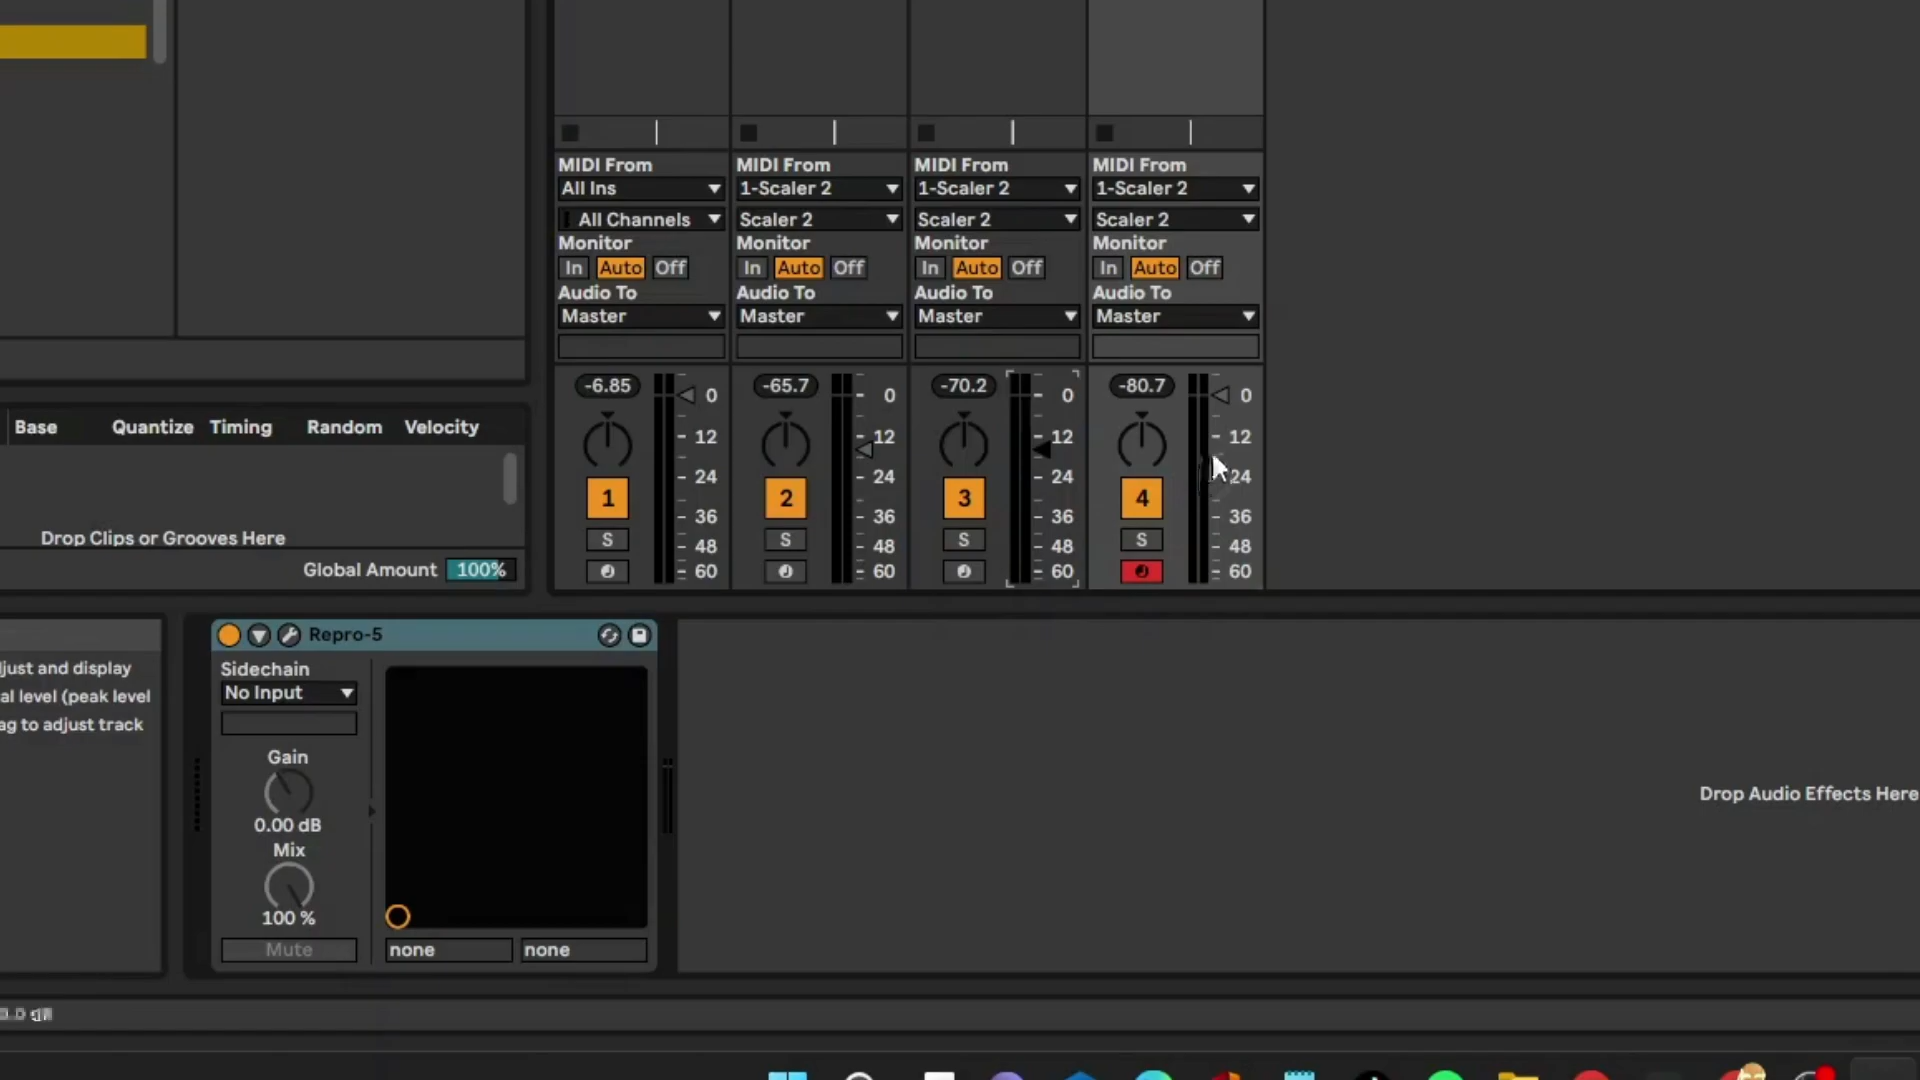 MIDI From MIDI From MIDI From MIDI From
All Ins 1-Scaler 2 1-Scaler 2 1-Scaler 2
All Channels Scaler 2 Scaler 2 Scaler 2
Monitor Monitor Monitor Monitor
In Auto Off In Auto Off In Auto Off In Auto Off
Audio To Audio To Audio To Audio To
Master Master Master Master
-6.85 0 -65.7 0 -70.2 0 -80.7 0
12 12 12 12
24 24 24 24
1 2 3 4
36 36 36 36
S 48 S 48 S 48 S 48
60 60 60 60
Base Quantize Timing Random Velocity
Drop Clips or Grooves Here
Global Amount 100%
Repro-5
just and display
al level (peak level
ag to adjust track
Sidechain
No Input
Gain
0.00 dB
Mix
100 %
Mute none none
Drop Audio Effects Here